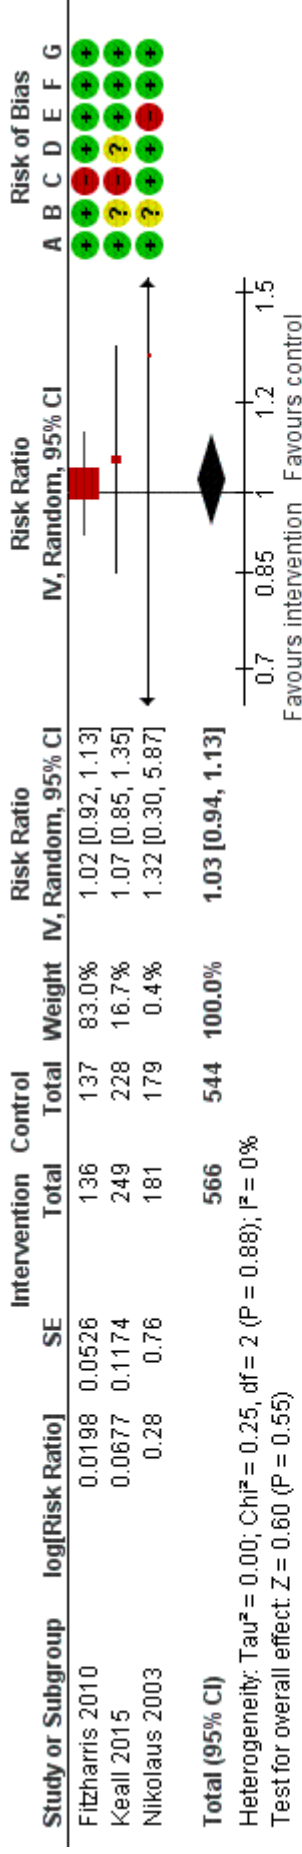 Intervention Control Risk Ratio Risk Ratio Risk of Bias
Study or Subgroup log[Risk Ratio] SE Total Total Weight IV, Random, 95% CI IV, Random, 95% CI A B C D E F G
Fitzharris 2010 0.0198 0.0526 136 137 83.0% 1.02 [0.92, 1.13] + + - + + + +
Keall 2015 0.0677 0.1174 249 228 16.7% 1.07 [0.85, 1.35] + ? - ? + + +
Nikolaus 2003 0.28 0.76 181 179 0.4% 1.32 [0.30, 5.87] + ? + + - + +
Total (95% CI) 566 544 100.0% 1.03 [0.94, 1.13]
Heterogeneity: Tau² = 0.00; Chi² = 0.25, df = 2 (P = 0.88); I² = 0%
Test for overall effect: Z = 0.60 (P = 0.55)
0.7 0.85 1 1.2 1.5
Favours intervention Favours control